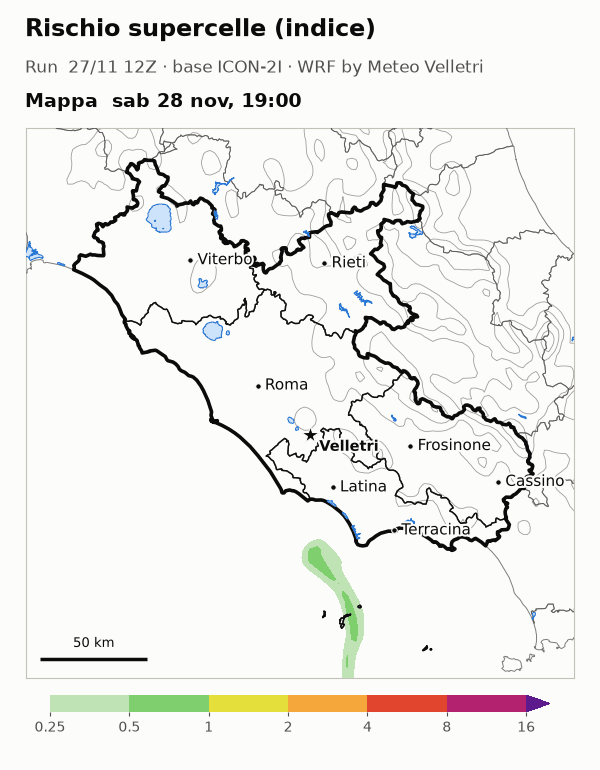 Rischio supercelle (indice)
Run  27/11 12Z · base ICON-2I · WRF by Meteo Velletri
Mappa  sab 28 nov, 19:00
Viterbo
Rieti
Roma
Velletri
Frosinone
Latina
Cassino
Terracina
50 km
0.25 0.5 1 2 4 8 16